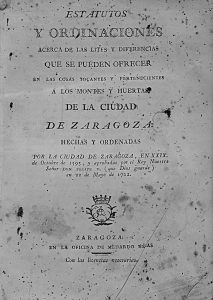 ESTATUTOS
Y ORDINACIONES
ACERCA DE LAS LITES Y DIFERENCIAS
QUE SE PUEDEN OFRECER
EN LAS COSAS TOCANTES Y PERTENECIENTES
A LOS MONTES Y HUERTAS
DE LA CIUDAD
DE ZARAGOZA:
HECHAS Y ORDENADAS
POR LA CIUDAD DE ZARAGOZA, EN XXIX.
de Octubre de 1593, y aprobadas por el Rey Nuestro
Señor DON FELIPE V. (que Dios guarde)
en 20 de Mayo de 1722.
ZARAGOZA:
EN LA OFICINA DE MEDARDO HERAS.
Con las licencias necesarias.